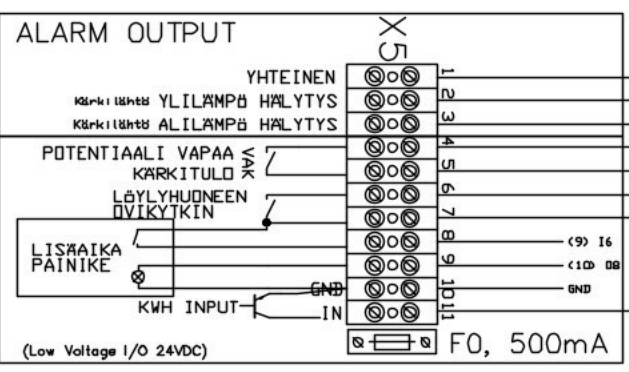 ALARM OUTPUT
X5
YHTEINEN 1
Kärkilähtö YLILÄMPÖ HÄLYTYS 2
Kärkilähtö ALILÄMPÖ HÄLYTYS 3
POTENTIAALI VAPAA 4
KÄRKITULO VAK 5
LÖYLYHUONEEN 6
OVIKYTKIN 7
8 (9) I6
LISÄAIKA
PAINIKE
9 (10) O8
GND 10 GND
KWH INPUT IN 11
(Low Voltage I/O 24VDC)
F0, 500mA